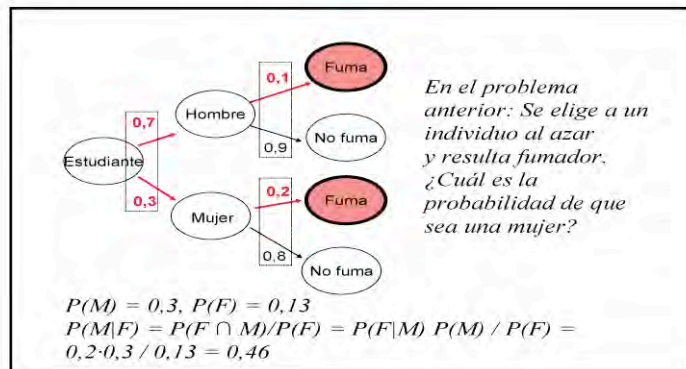 Fuma
0,1
Hombre
0,7
0,9
No fuma
Estudiante
0,3
Mujer
0,2
Fuma
0,8
No fuma
En el problema
anterior: Se elige a un
individuo al azar
y resulta fumador.
¿Cuál es la
probabilidad de que
sea una mujer?
P(M) = 0,3, P(F) = 0,13
P(M|F) = P(F ∩ M)/P(F) = P(F|M) P(M) / P(F) =
0,2·0,3 / 0,13 = 0,46